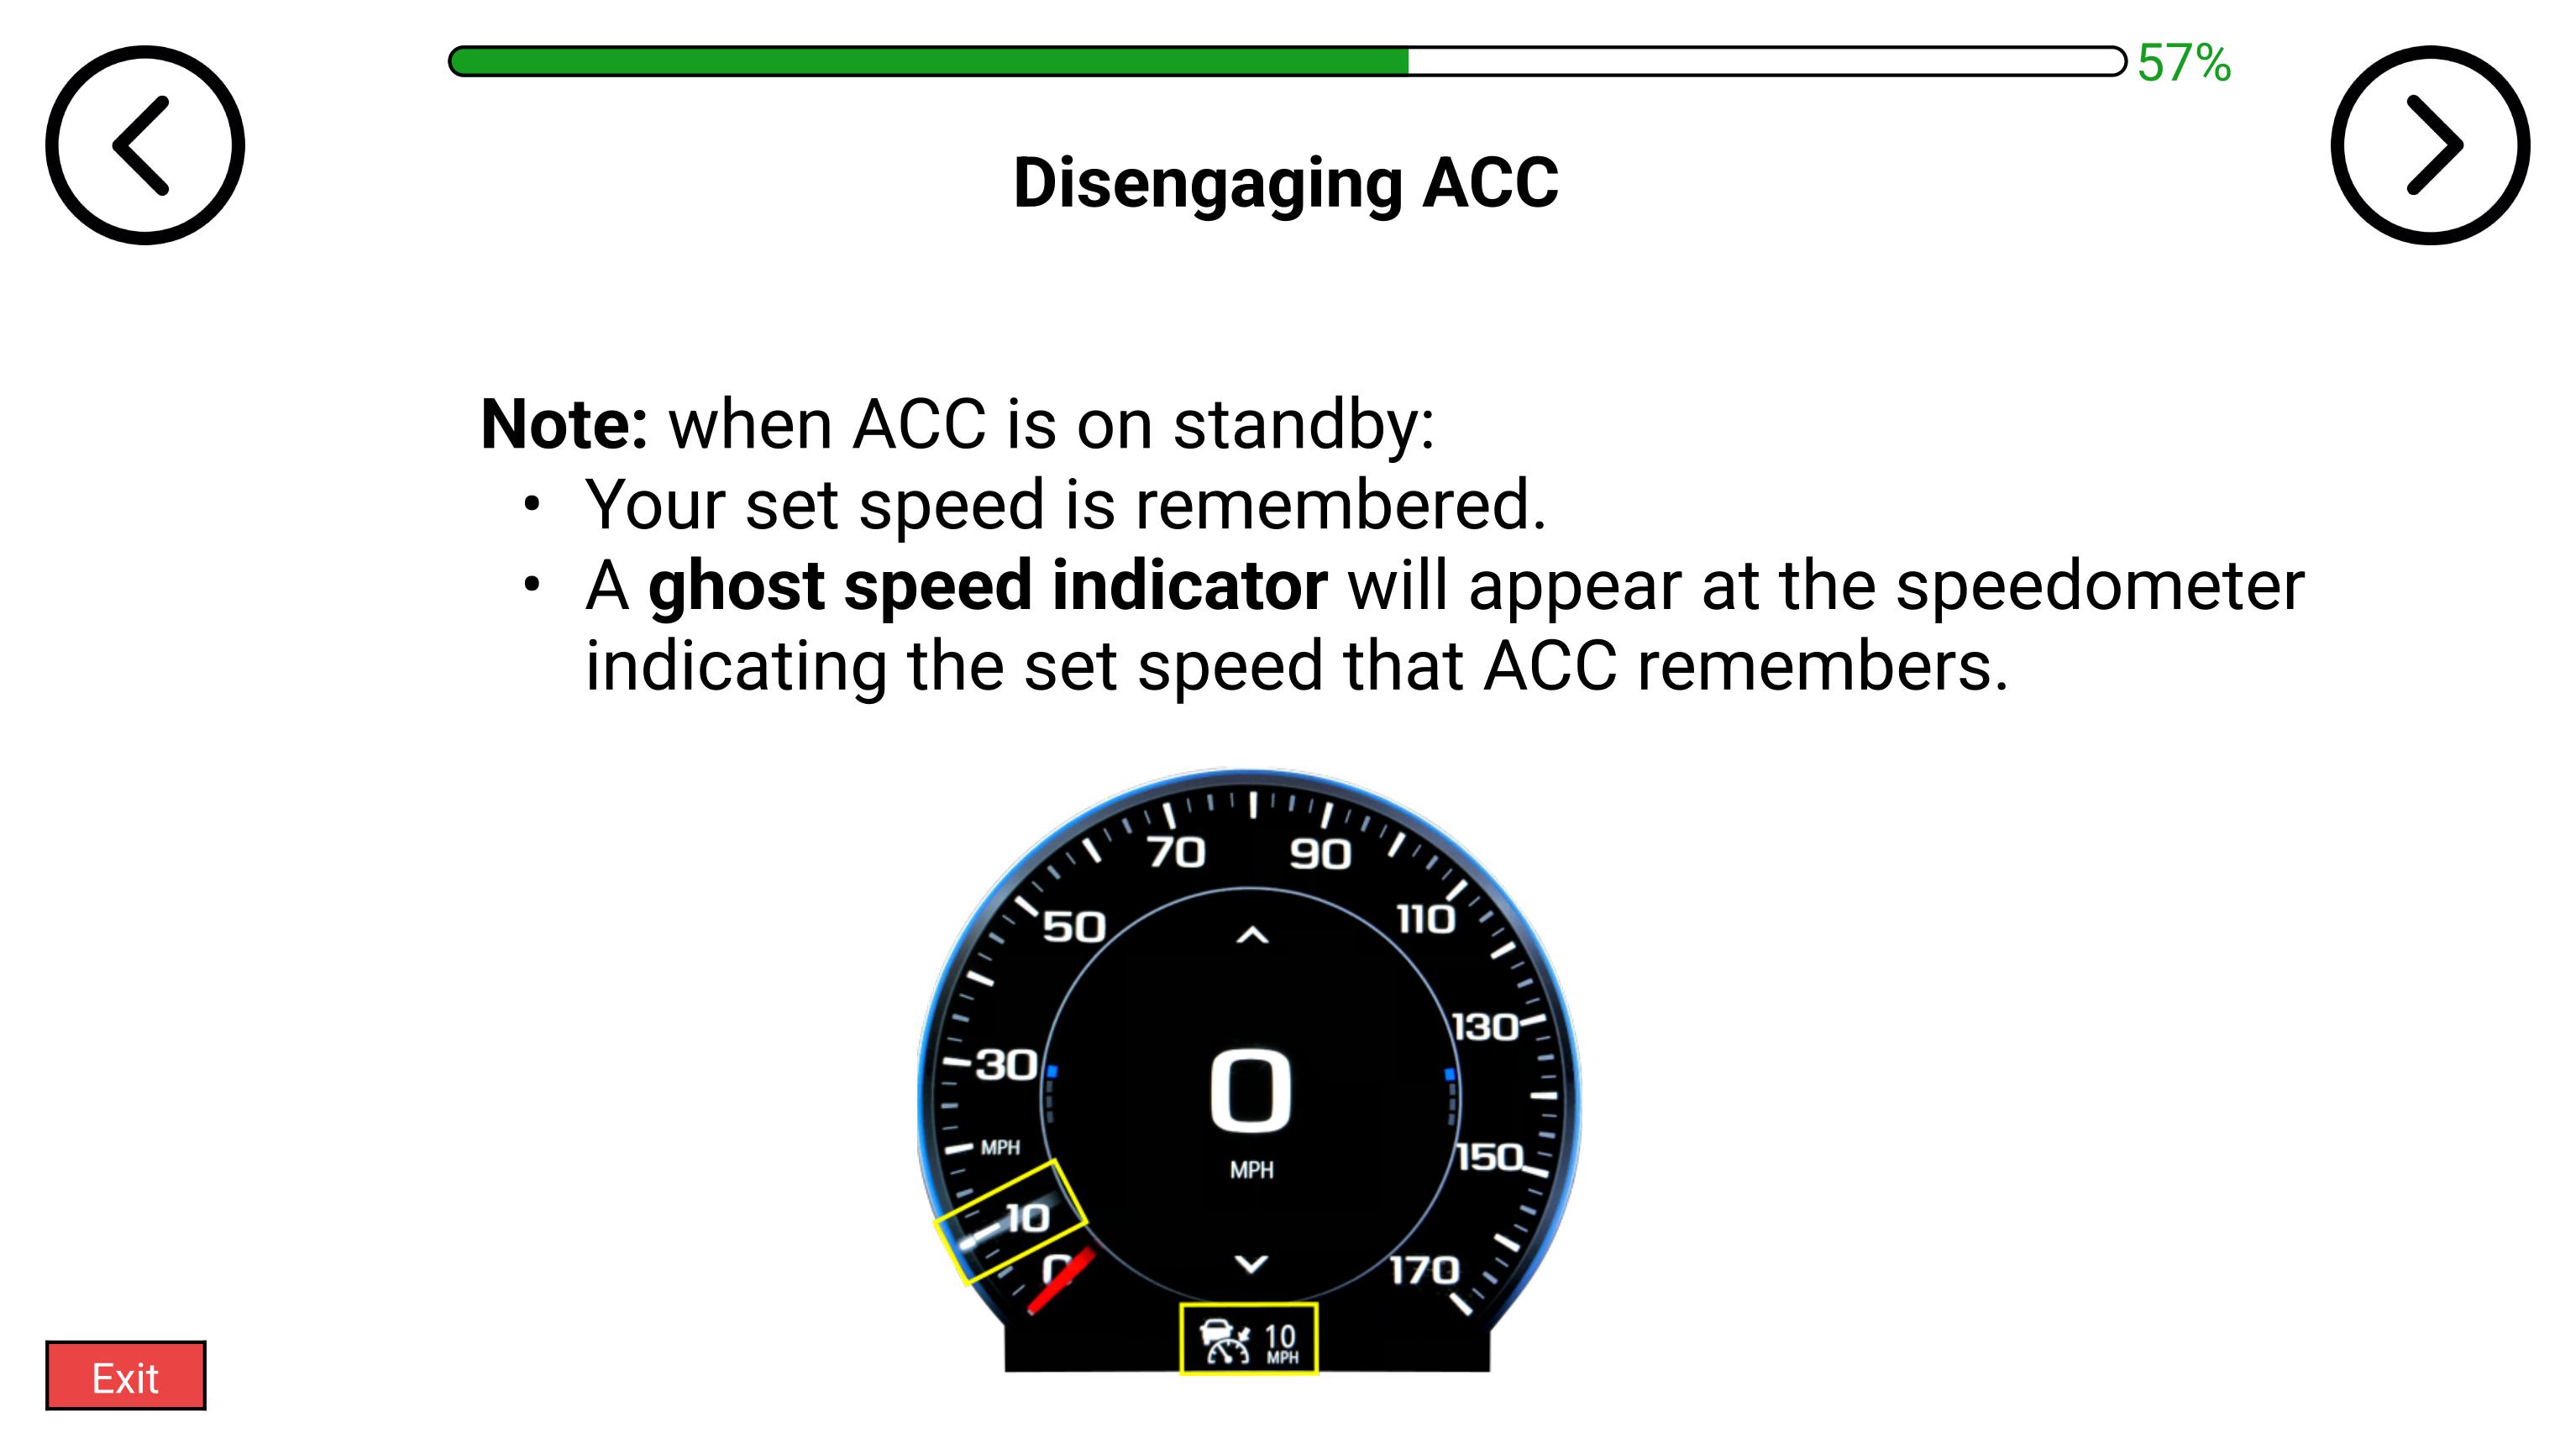 57%
Disengaging ACC
Note: when ACC is on standby:
• Your set speed is remembered.
• A ghost speed indicator will appear at the speedometer
indicating the set speed that ACC remembers.
70 90
50 110
130
30
0
MPH
150
MPH
10
0 170
10
MPH
Exit